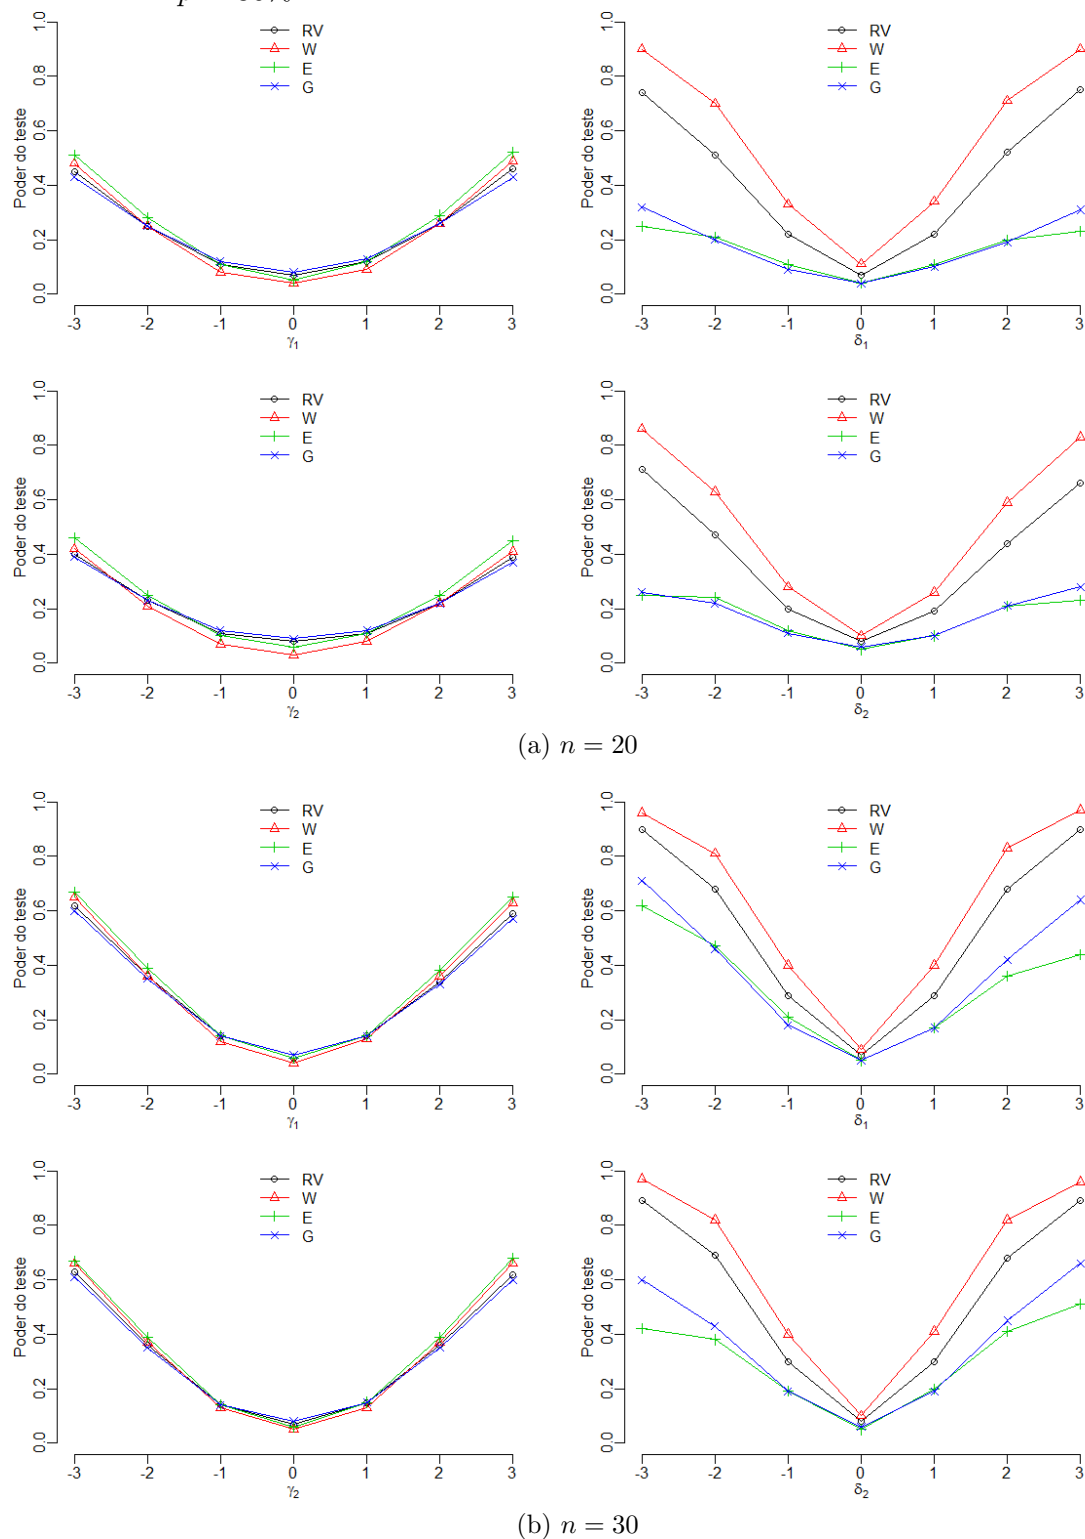 1.0
0.8
0.6
0.4
0.2
0.0
Poder do teste
RV
W
E
G
-3 -2 -1 0 1 2 3
γ1
1.0
0.8
0.6
0.4
0.2
0.0
Poder do teste
RV
W
E
G
-3 -2 -1 0 1 2 3
δ1
1.0
0.8
0.6
0.4
0.2
0.0
Poder do teste
RV
W
E
G
-3 -2 -1 0 1 2 3
γ2
1.0
0.8
0.6
0.4
0.2
0.0
Poder do teste
RV
W
E
G
-3 -2 -1 0 1 2 3
δ2
(a) n = 20
1.0
0.8
0.6
0.4
0.2
0.0
Poder do teste
RV
W
E
G
-3 -2 -1 0 1 2 3
γ1
1.0
0.8
0.6
0.4
0.2
0.0
Poder do teste
RV
W
E
G
-3 -2 -1 0 1 2 3
δ1
1.0
0.8
0.6
0.4
0.2
0.0
Poder do teste
RV
W
E
G
-3 -2 -1 0 1 2 3
γ2
1.0
0.8
0.6
0.4
0.2
0.0
Poder do teste
RV
W
E
G
-3 -2 -1 0 1 2 3
δ2
(b) n = 30